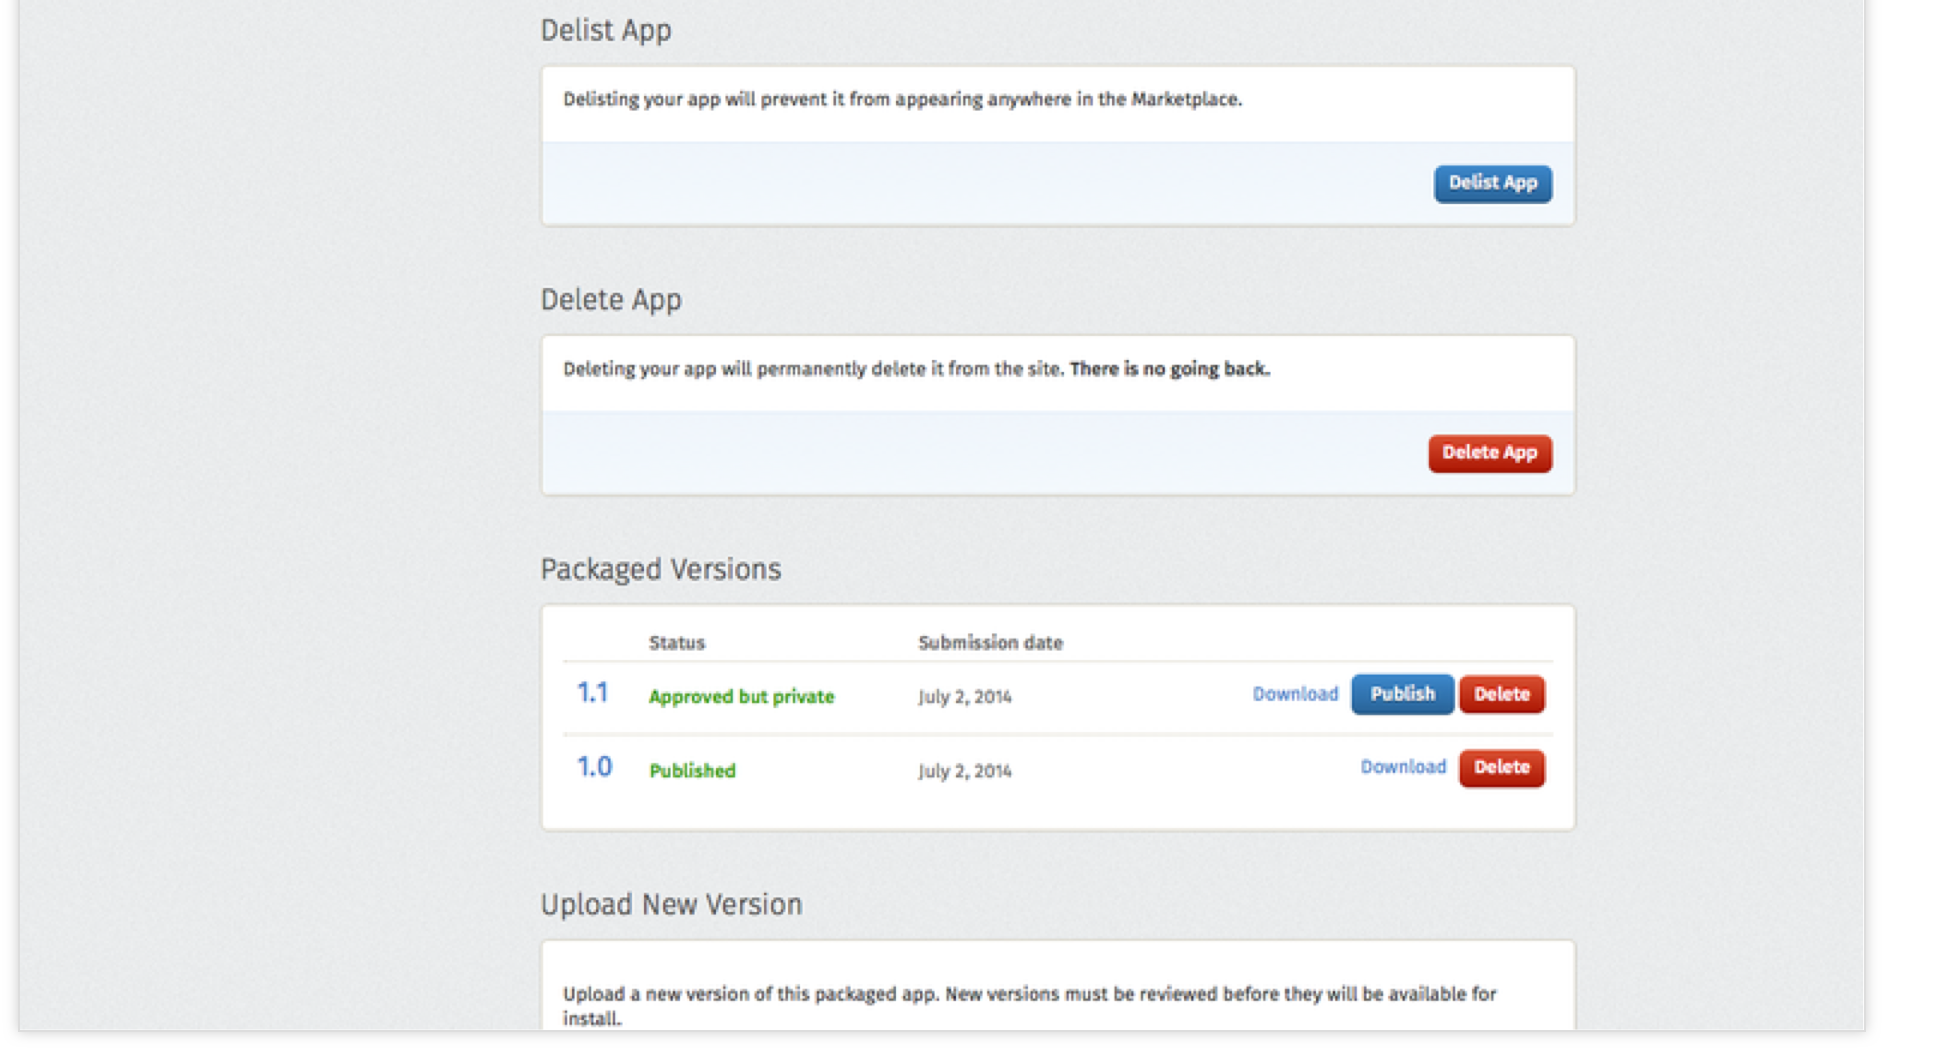 Delist App
Delisting your app will prevent it from appearing anywhere in the Marketplace.
Delist App
Delete App
Deleting your app will permanently delete it from the site. There is no going back.
Delete App
Packaged Versions
Status Submission date
1.1 Approved but private July 2, 2014 Download Publish Delete
1.0 Published July 2, 2014 Download Delete
Upload New Version
Upload a new version of this packaged app. New versions must be reviewed before they will be available for
install.